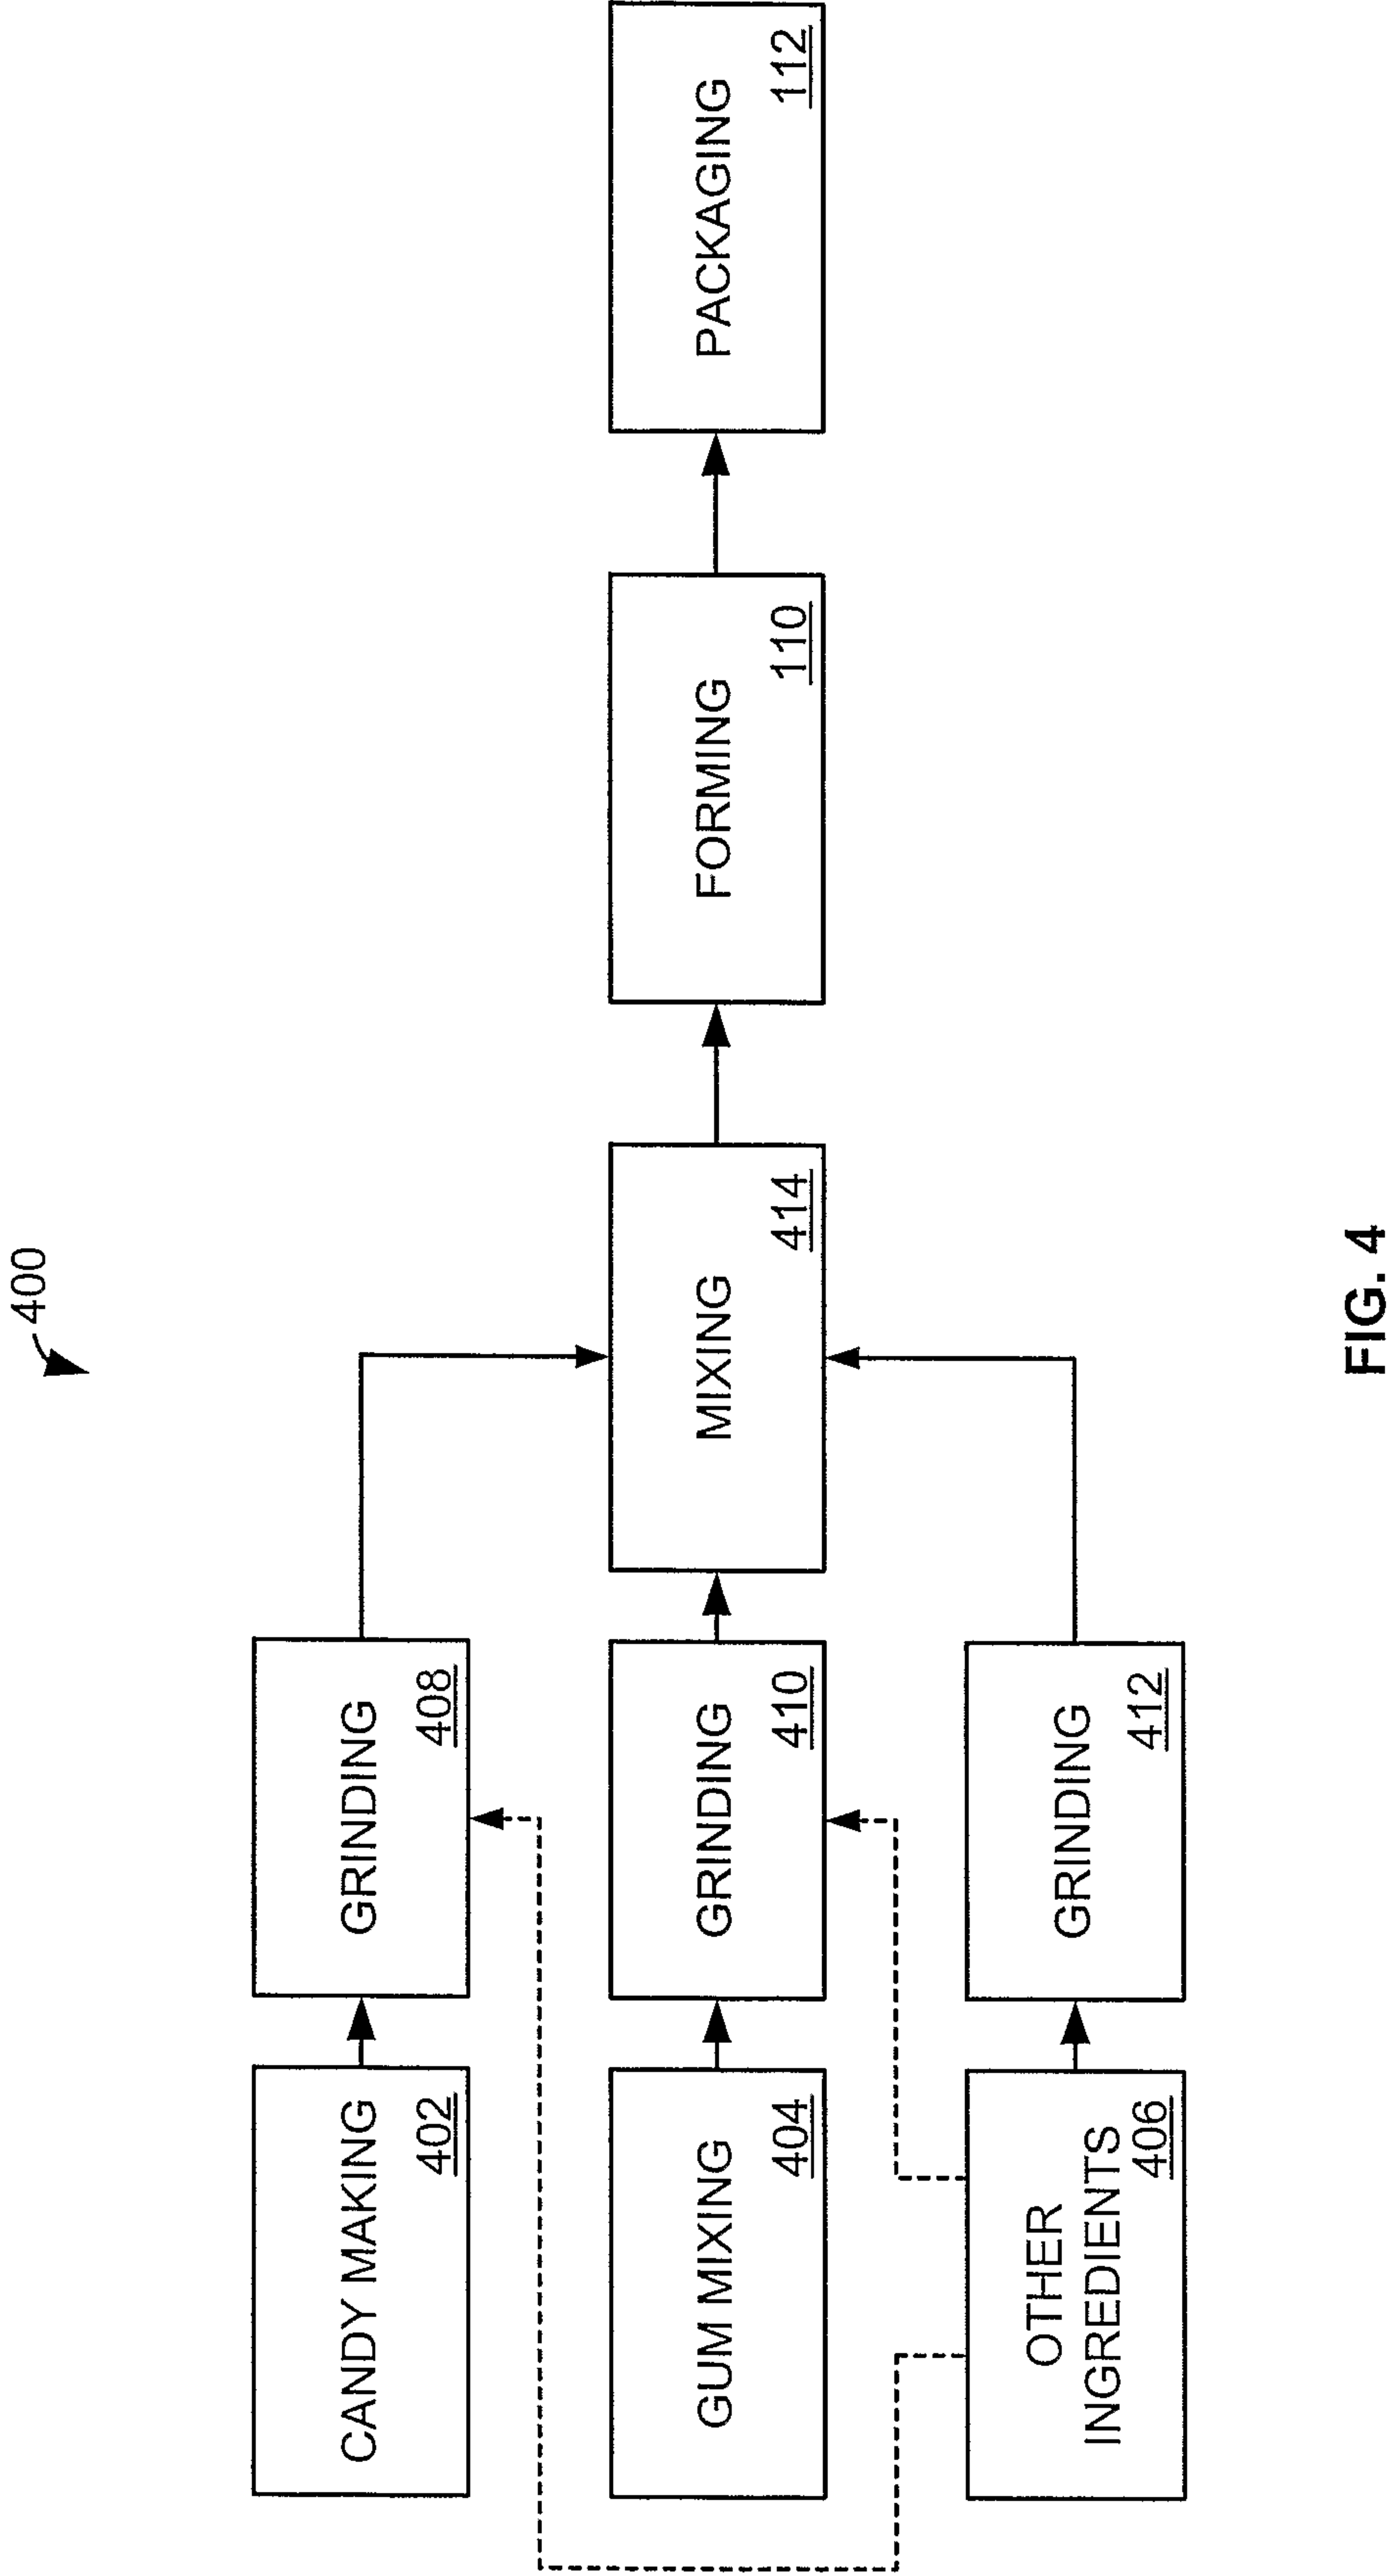 400
CANDY MAKING
402
GRINDING
408
GUM MIXING
404
GRINDING
410
MIXING
414
FORMING
110
PACKAGING
112
OTHER
INGREDIENTS
406
GRINDING
412
FIG. 4